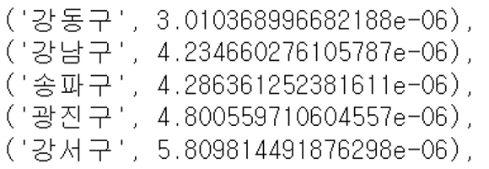 ('강동구', 3.010368996682188e-06),
('강남구', 4.234660276105787e-06),
('송파구', 4.286361252381611e-06),
('광진구', 4.800559710604557e-06),
('강서구', 5.809814491876298e-06),